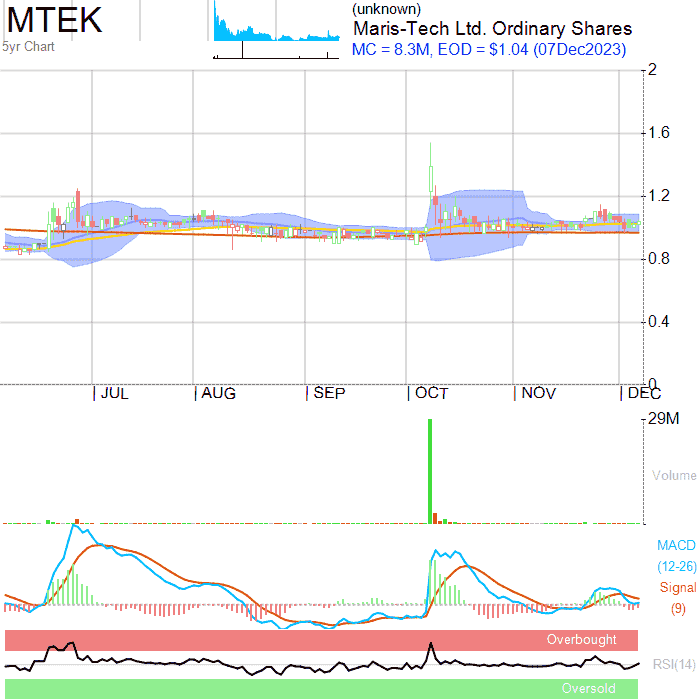 MTEK
5yr Chart
(unknown)
Maris-Tech Ltd. Ordinary Shares
MC = 8.3M, EOD = $1.04 (07Dec2023)
2
1.6
1.2
0.8
0.4
0
JUL AUG SEP OCT NOV DEC
29M
Volume
MACD
(12-26)
Signal
(9)
Overbought
RSI(14)
Oversold